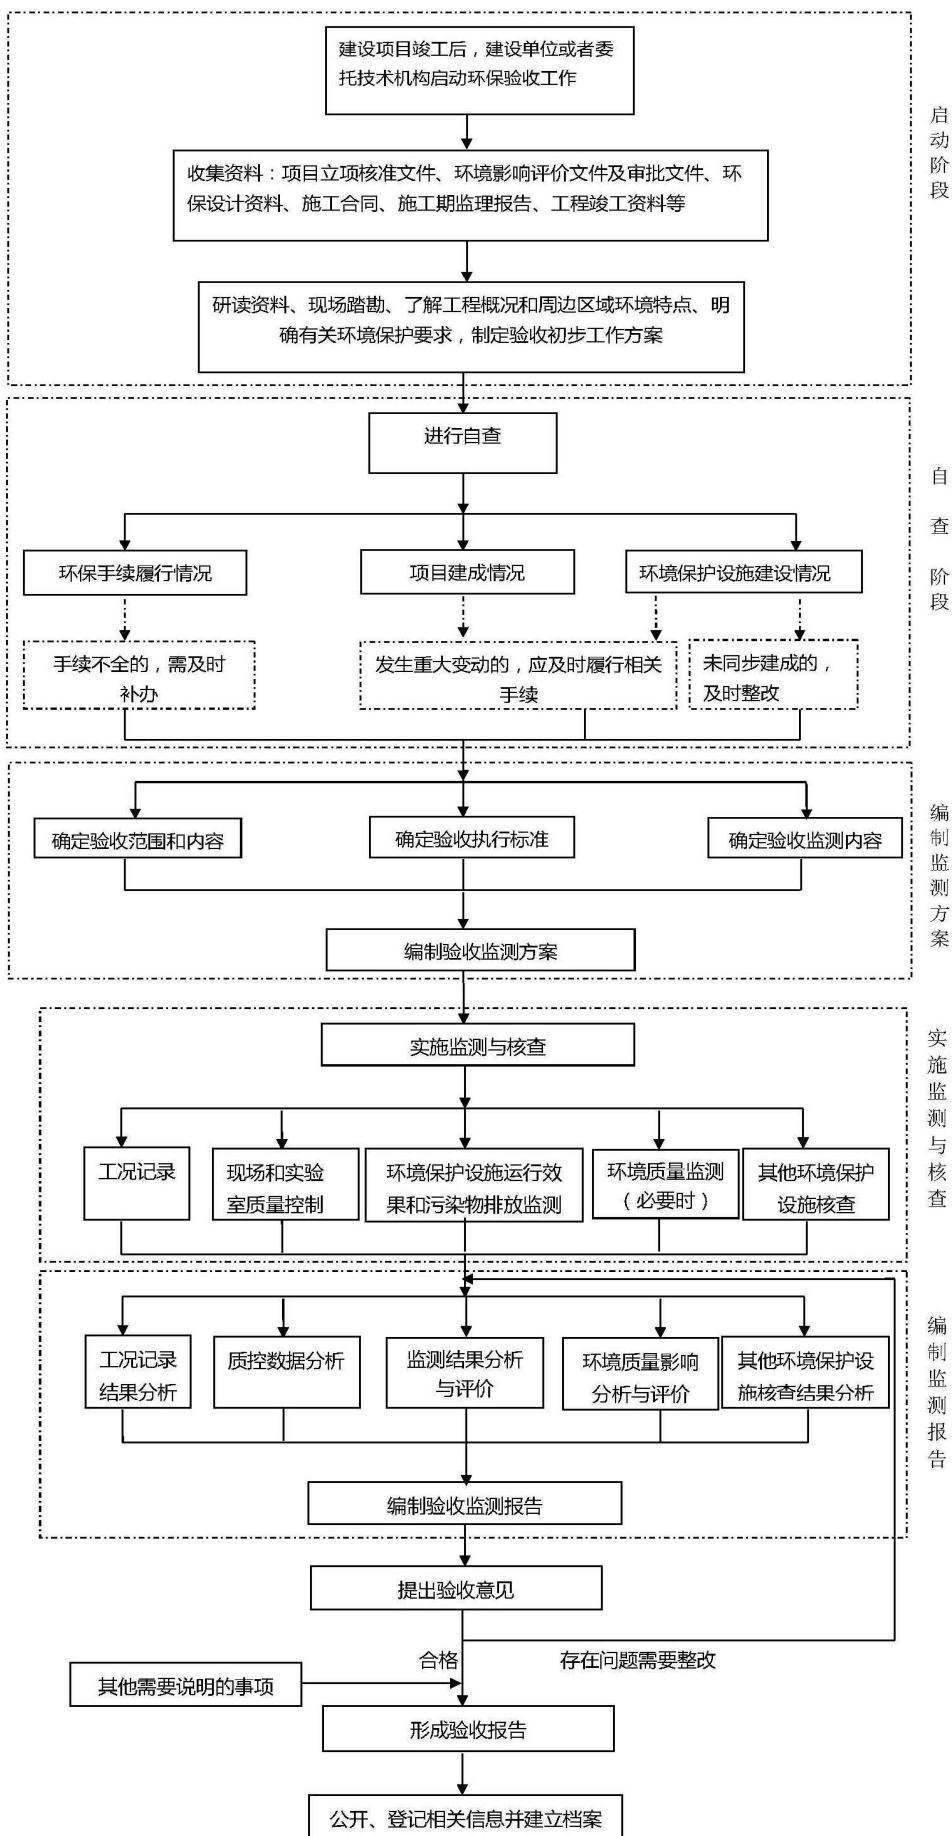 建设项目竣工后，建设单位或者委
托技术机构启动环保验收工作
启动阶段
收集资料：项目立项核准文件、环境影响评价文件及审批文件、环
保设计资料、施工合同、施工期监理报告、工程竣工资料等
研读资料、现场踏勘、了解工程概况和周边区域环境特点、明
确有关环境保护要求，制定验收初步工作方案
进行自查
自查阶段
环保手续履行情况
项目建成情况
环境保护设施建设情况
手续不全的，需及时
补办
发生重大变动的，应及时履行相关
手续
未同步建成的，
及时整改
编制监测方案
确定验收范围和内容
确定验收执行标准
确定验收监测内容
编制验收监测方案
实施监测与核查
实施监测与核查
工况记录
现场和实验
室质量控制
环境保护设施运行效
果和污染物排放监测
环境质量监测
（必要时）
其他环境保护
设施核查
编制监测报告
工况记录
结果分析
质控数据分析
监测结果分析
与评价
环境质量影响
分析与评价
其他环境保护设
施核查结果分析
编制验收监测报告
提出验收意见
合格
存在问题需要整改
其他需要说明的事项
形成验收报告
公开、登记相关信息并建立档案